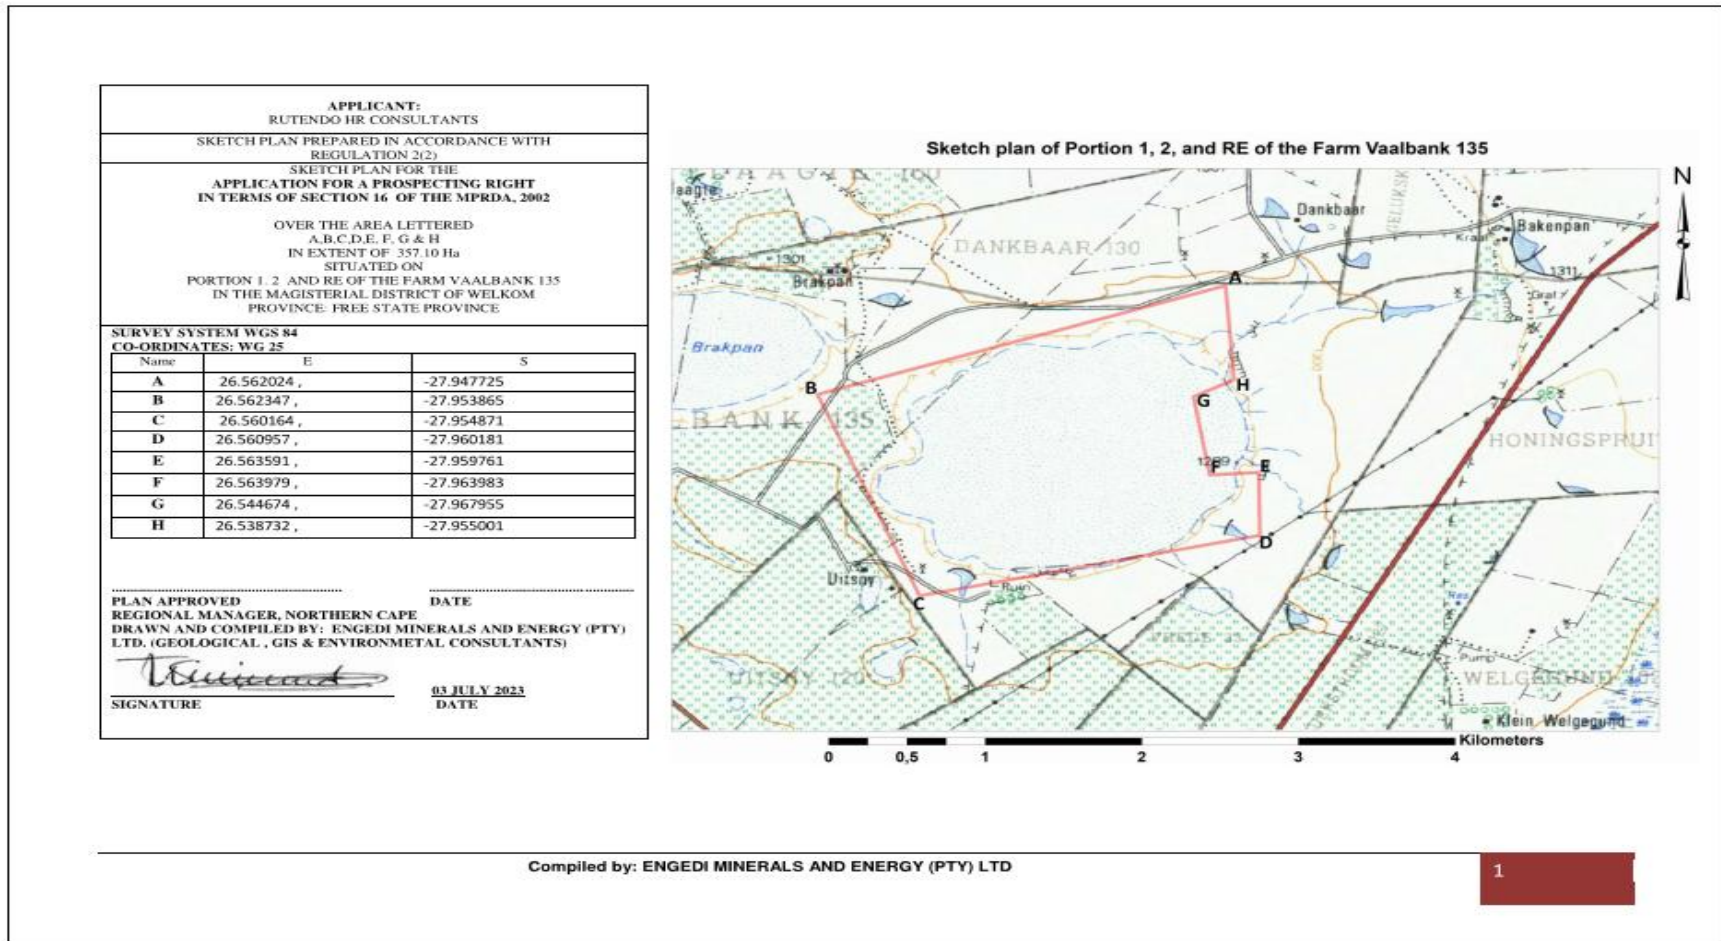 APPLICANT:
RUTENDO HR CONSULTANTS
SKETCH PLAN PREPARED IN ACCORDANCE WITH
REGULATION 2(2)
SKETCH PLAN FOR THE
APPLICATION FOR A PROSPECTING RIGHT
IN TERMS OF SECTION 16 OF THE MPRDA, 2002
OVER THE AREA LETTERED
A,B,C,D,E, F, G & H
IN EXTENT OF 357.10 Ha
SITUATED ON
PORTION 1. 2 AND RE OF THE FARM VAALBANK 135
IN THE MAGISTERIAL DISTRICT OF WELKOM
PROVINCE FREE STATE PROVINCE
SURVEY SYSTEM WGS 84
CO-ORDINATES: WG 25
Name E S
A 26.562024 , -27.947725
B 26.562347 , -27.953865
C 26.560164 , -27.954871
D 26.560957 , -27.960181
E 26.563591 , -27.959761
F 26.563979 , -27.963983
G 26.544674 , -27.967955
H 26.538732 , -27.955001
PLAN APPROVED DATE
REGIONAL MANAGER, NORTHERN CAPE
DRAWN AND COMPILED BY: ENGEDI MINERALS AND ENERGY (PTY)
LTD. (GEOLOGICAL , GIS & ENVIRONMETAL CONSULTANTS)
03 JULY 2023
SIGNATURE DATE
Sketch plan of Portion 1, 2, and RE of the Farm Vaalbank 135
N
Dankbaar
Bakenpan
Kraal
DANKBAAR 130
1301
Brakpan
1311
Graf
A
Brakpan
B
H
G
BANK 135
HONINGSPRUI
1289
F
E
D
Uitsoy
C
Ruin
Res
Pump
UITSOY 120
WELGEGUND
Klein Welgegund
Kilometers
0 0,5 1 2 3 4
Compiled by: ENGEDI MINERALS AND ENERGY (PTY) LTD
1